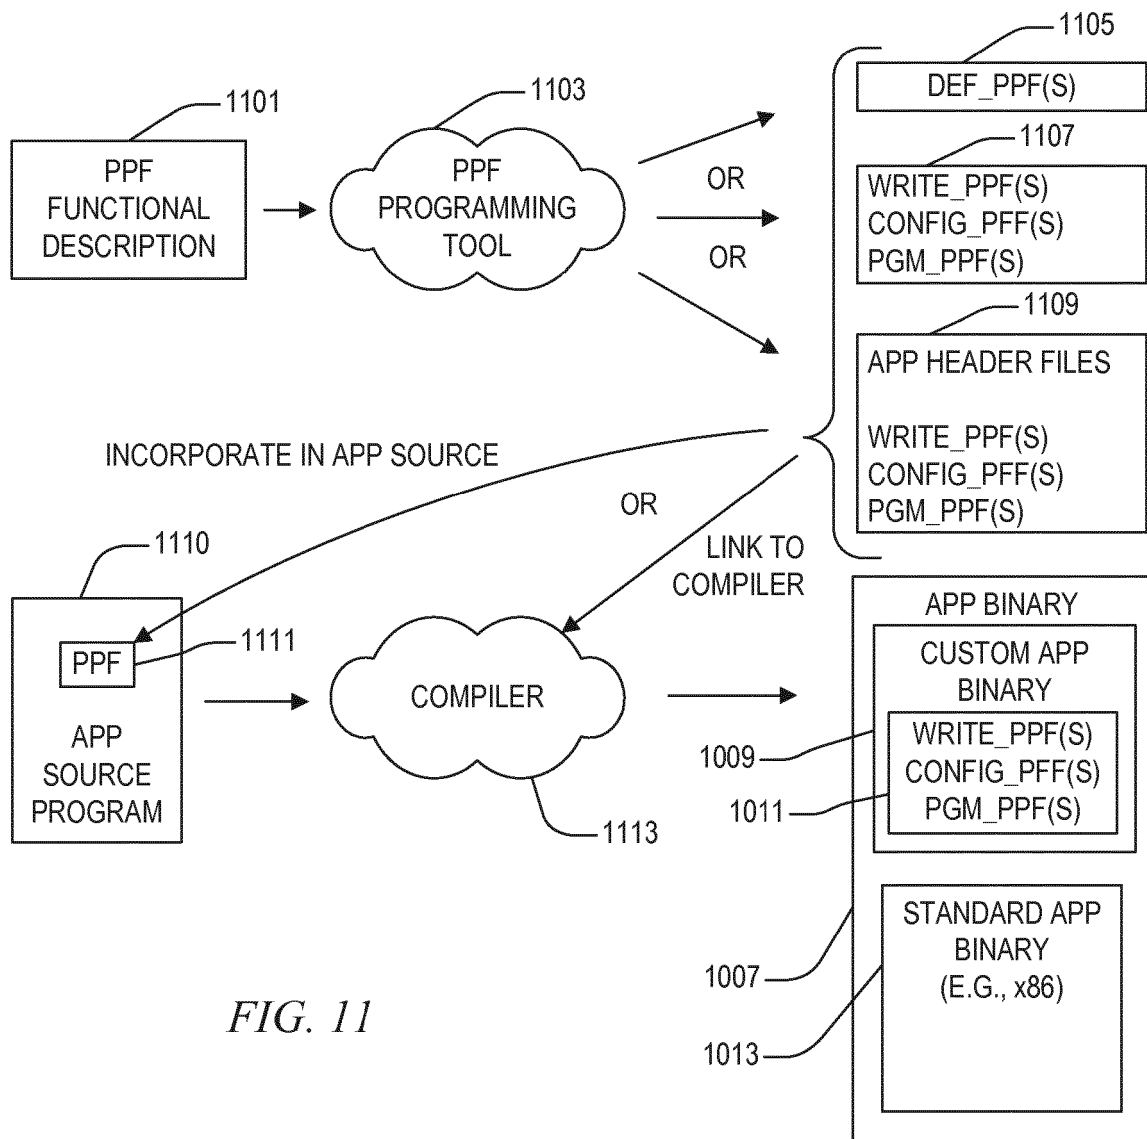 1105
DEF_PPF(S)
1101
1103
PPF
FUNCTIONAL
DESCRIPTION
PPF
PROGRAMMING
TOOL
OR
OR
1107
WRITE_PPF(S)
CONFIG_PFF(S)
PGM_PPF(S)
1109
APP HEADER FILES
WRITE_PPF(S)
CONFIG_PFF(S)
PGM_PPF(S)
INCORPORATE IN APP SOURCE
OR
LINK TO
COMPILER
1110
PPF
1111
APP
SOURCE
PROGRAM
COMPILER
1113
APP BINARY
CUSTOM APP
BINARY
1009
WRITE_PPF(S)
CONFIG_PFF(S)
PGM_PPF(S)
1011
STANDARD APP
BINARY
(E.G., x86)
1007
1013
FIG. 11